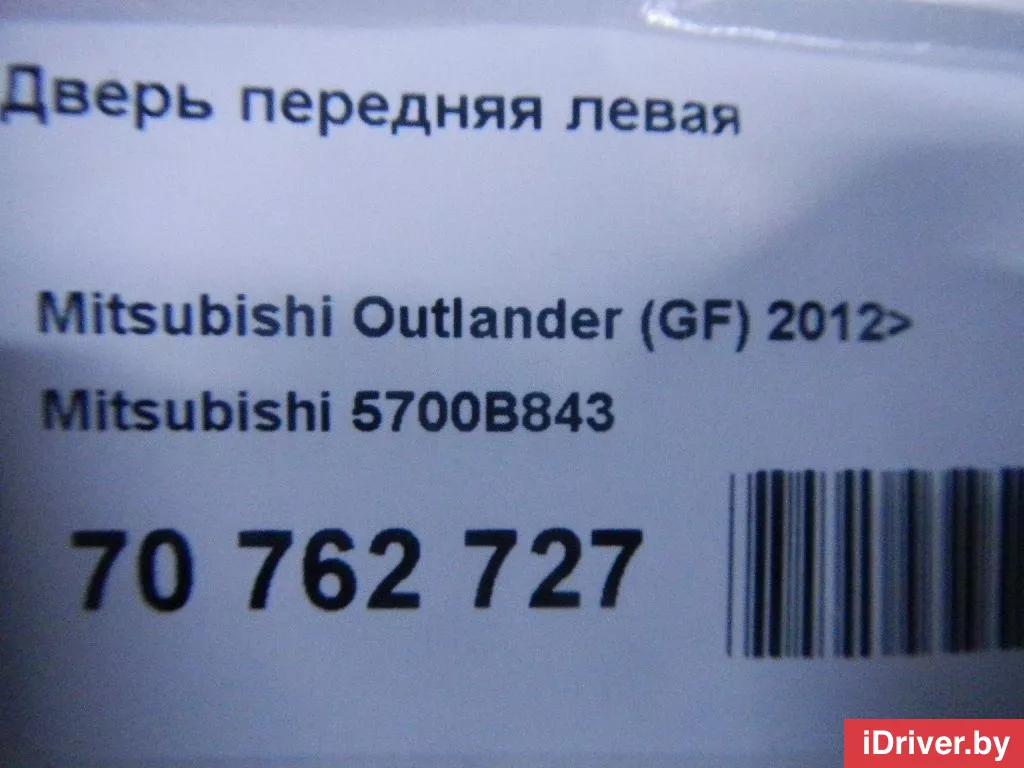 Дверь передняя левая
Mitsubishi Outlander (GF) 2012>
Mitsubishi 5700B843
70 762 727
iDriver.by